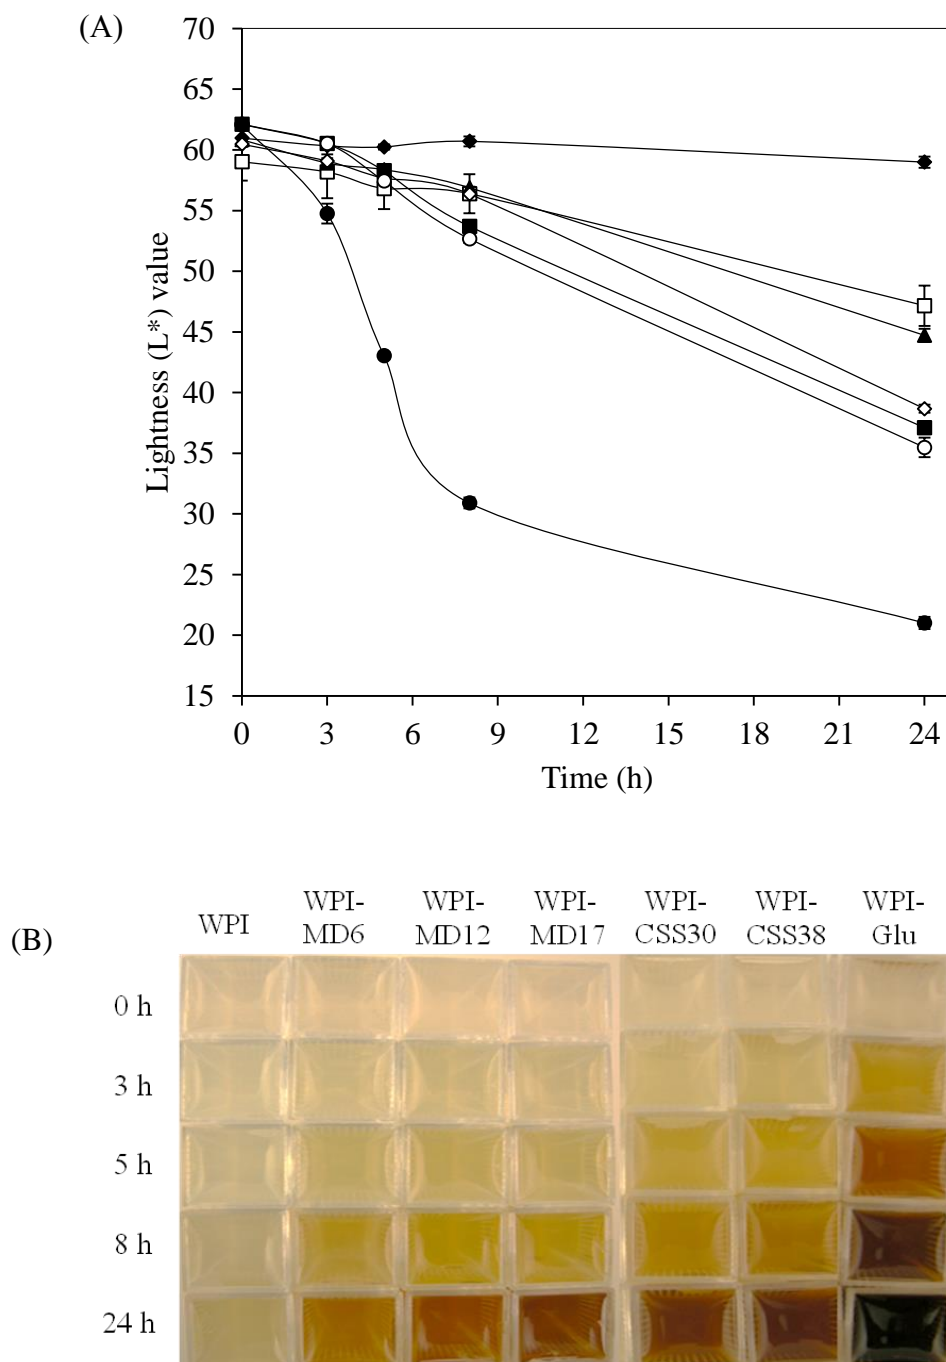 (A)
70
65
60
55
50
45
40
35
30
25
20
15
Lightness (L*) value
0 3 6 9 12 15 18 21 24
Time (h)
(B)
WPI
WPI-
MD6
WPI-
MD12
WPI-
MD17
WPI-
CSS30
WPI-
CSS38
WPI-
Glu
0 h
3 h
5 h
8 h
24 h